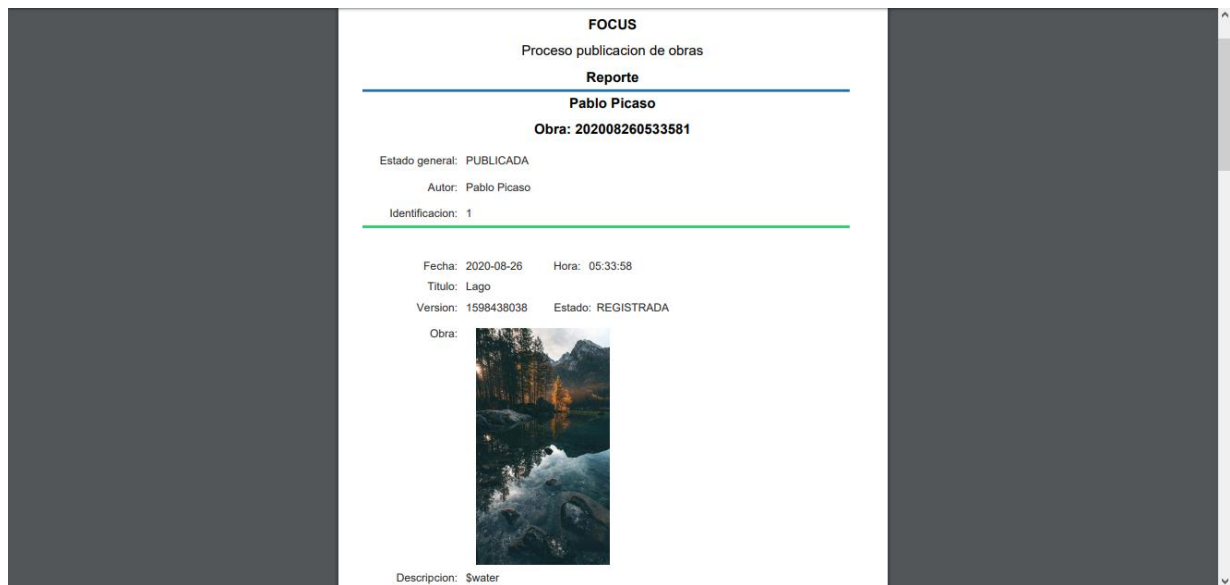 FOCUS
Proceso publicacion de obras
Reporte
Pablo Picaso
Obra: 202008260533581
Estado general: PUBLICADA
Autor: Pablo Picaso
Identificacion: 1
Fecha: 2020-08-26 Hora: 05:33:58
Titulo: Lago
Version: 1598438038 Estado: REGISTRADA
Obra:
Descripcion: $water